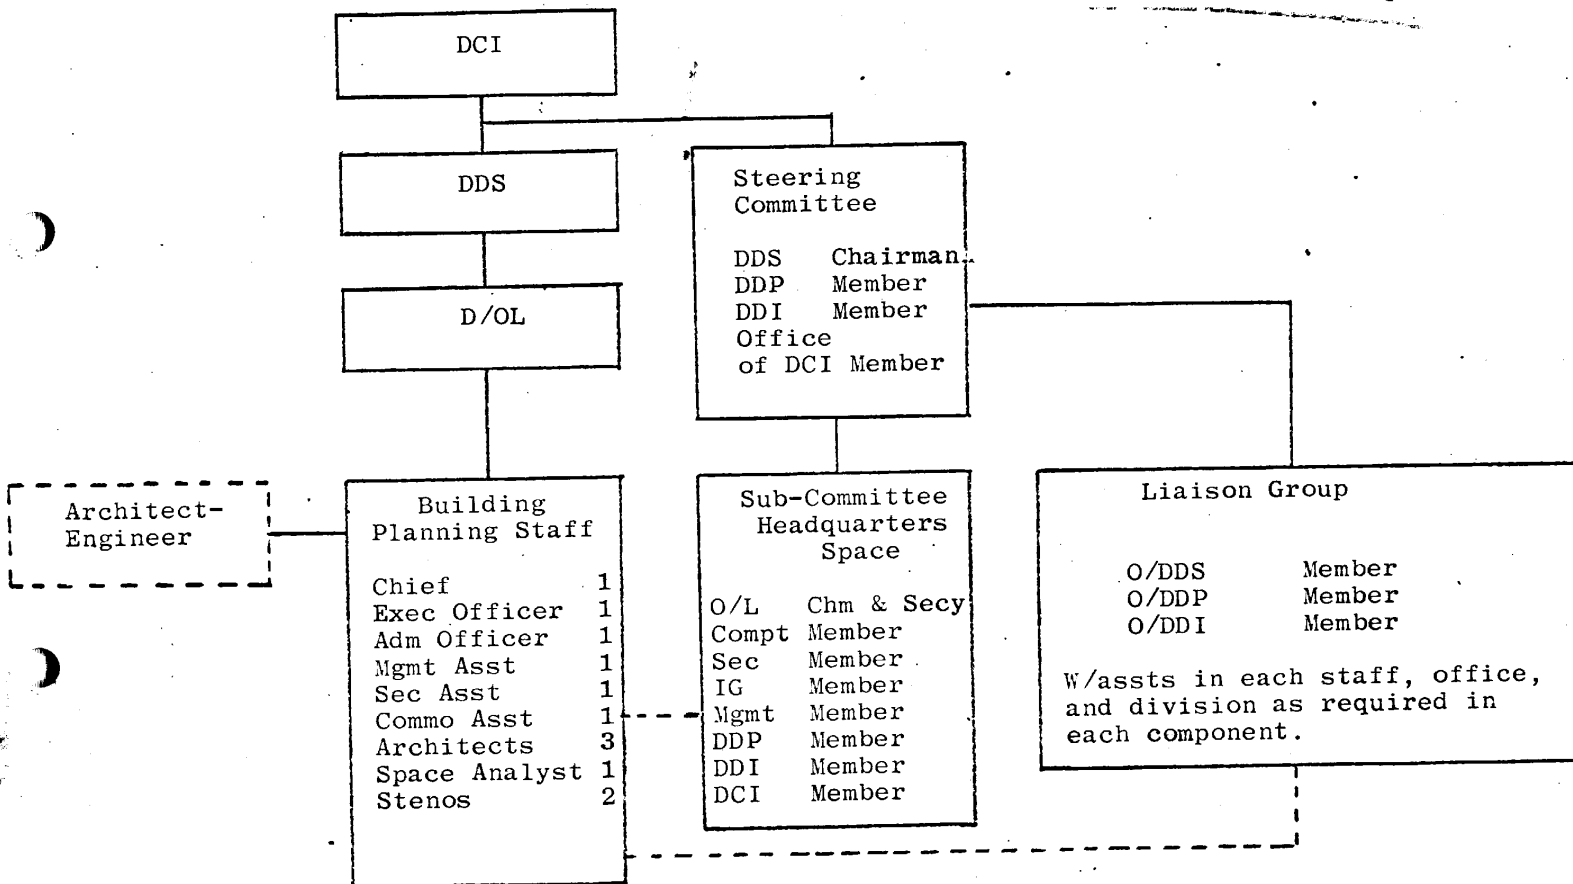 DCI
DDS
D/OL
Steering
Committee
DDS Chairman
DDP Member
DDI Member
Office
of DCI Member
Architect-
Engineer
Building
Planning Staff
Chief 1
Exec Officer 1
Adm Officer 1
Mgmt Asst 1
Sec Asst 1
Commo Asst 1
Architects 3
Space Analyst 1
Stenos 2
Sub-Committee
Headquarters
Space
O/L Chm & Secy
Compt Member
Sec Member
IG Member
Mgmt Member
DDP Member
DDI Member
DCI Member
Liaison Group
O/DDS Member
O/DDP Member
O/DDI Member
W/assts in each staff, office,
and division as required in
each component.